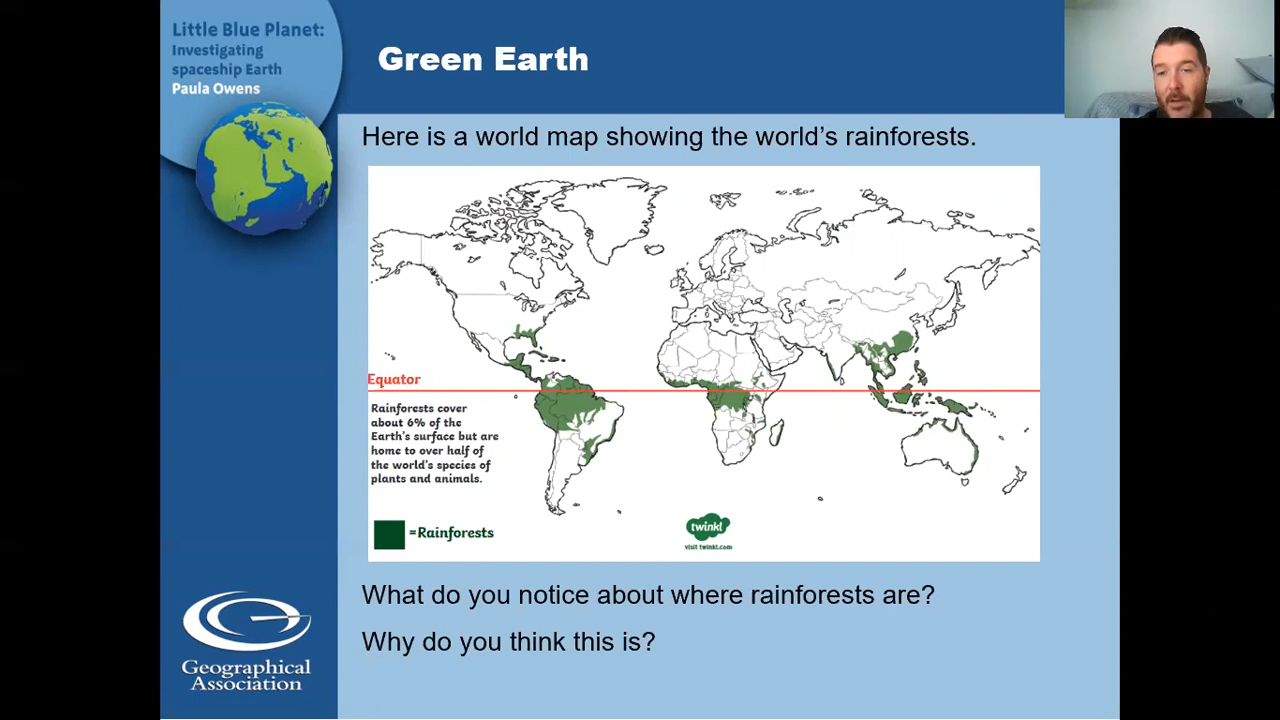 Little Blue Planet:
Investigating
spaceship Earth
Paula Owens
Green Earth
Here is a world map showing the world's rainforests.
Equator
Rainforests cover
about 6% of the
Earth's surface but are
home to over half of
the world's species of
plants and animals.
=Rainforests
twinkl
visit twinkl.com
What do you notice about where rainforests are?
Why do you think this is?
Geographical
Association